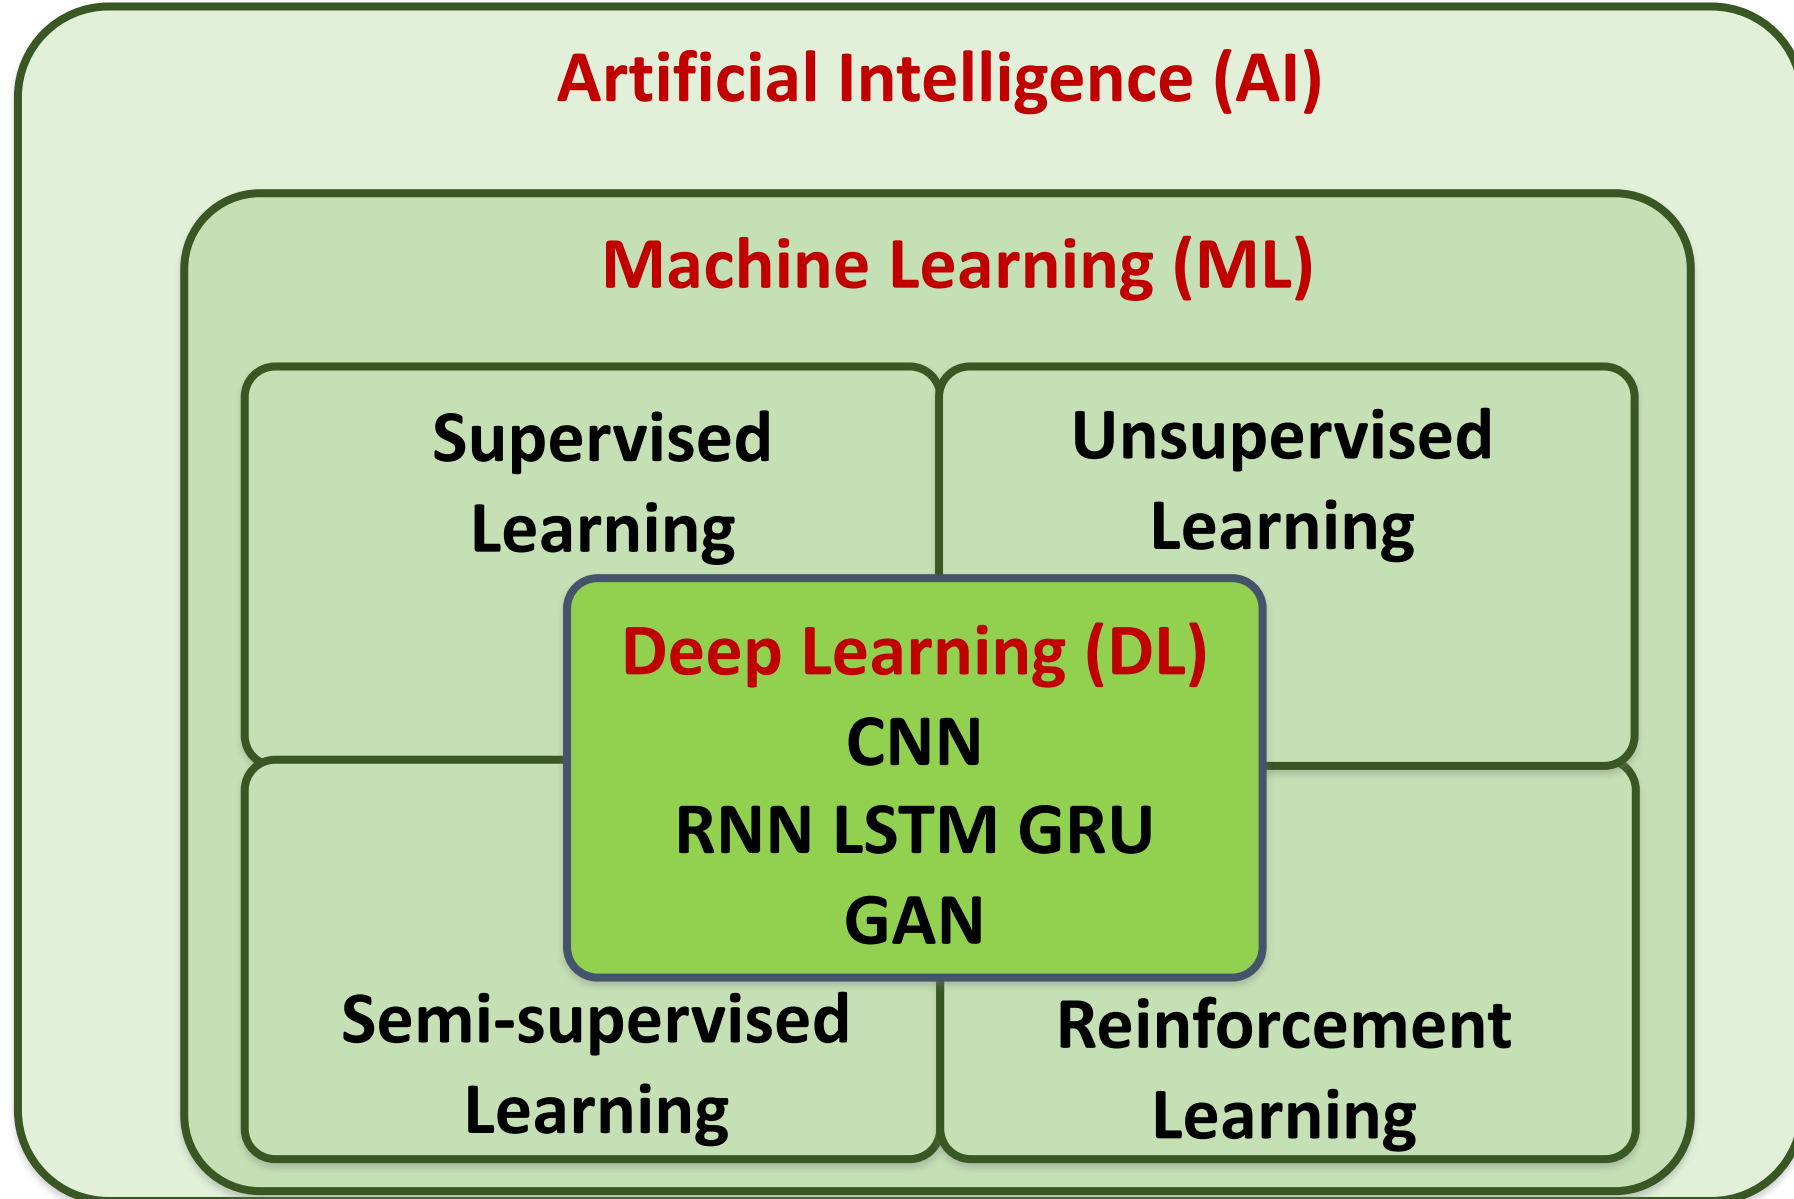 Artificial Intelligence (AI)
Machine Learning (ML)
Supervised
Learning
Unsupervised
Learning
Deep Learning (DL)
CNN
RNN LSTM GRU
GAN
Semi-supervised
Learning
Reinforcement
Learning